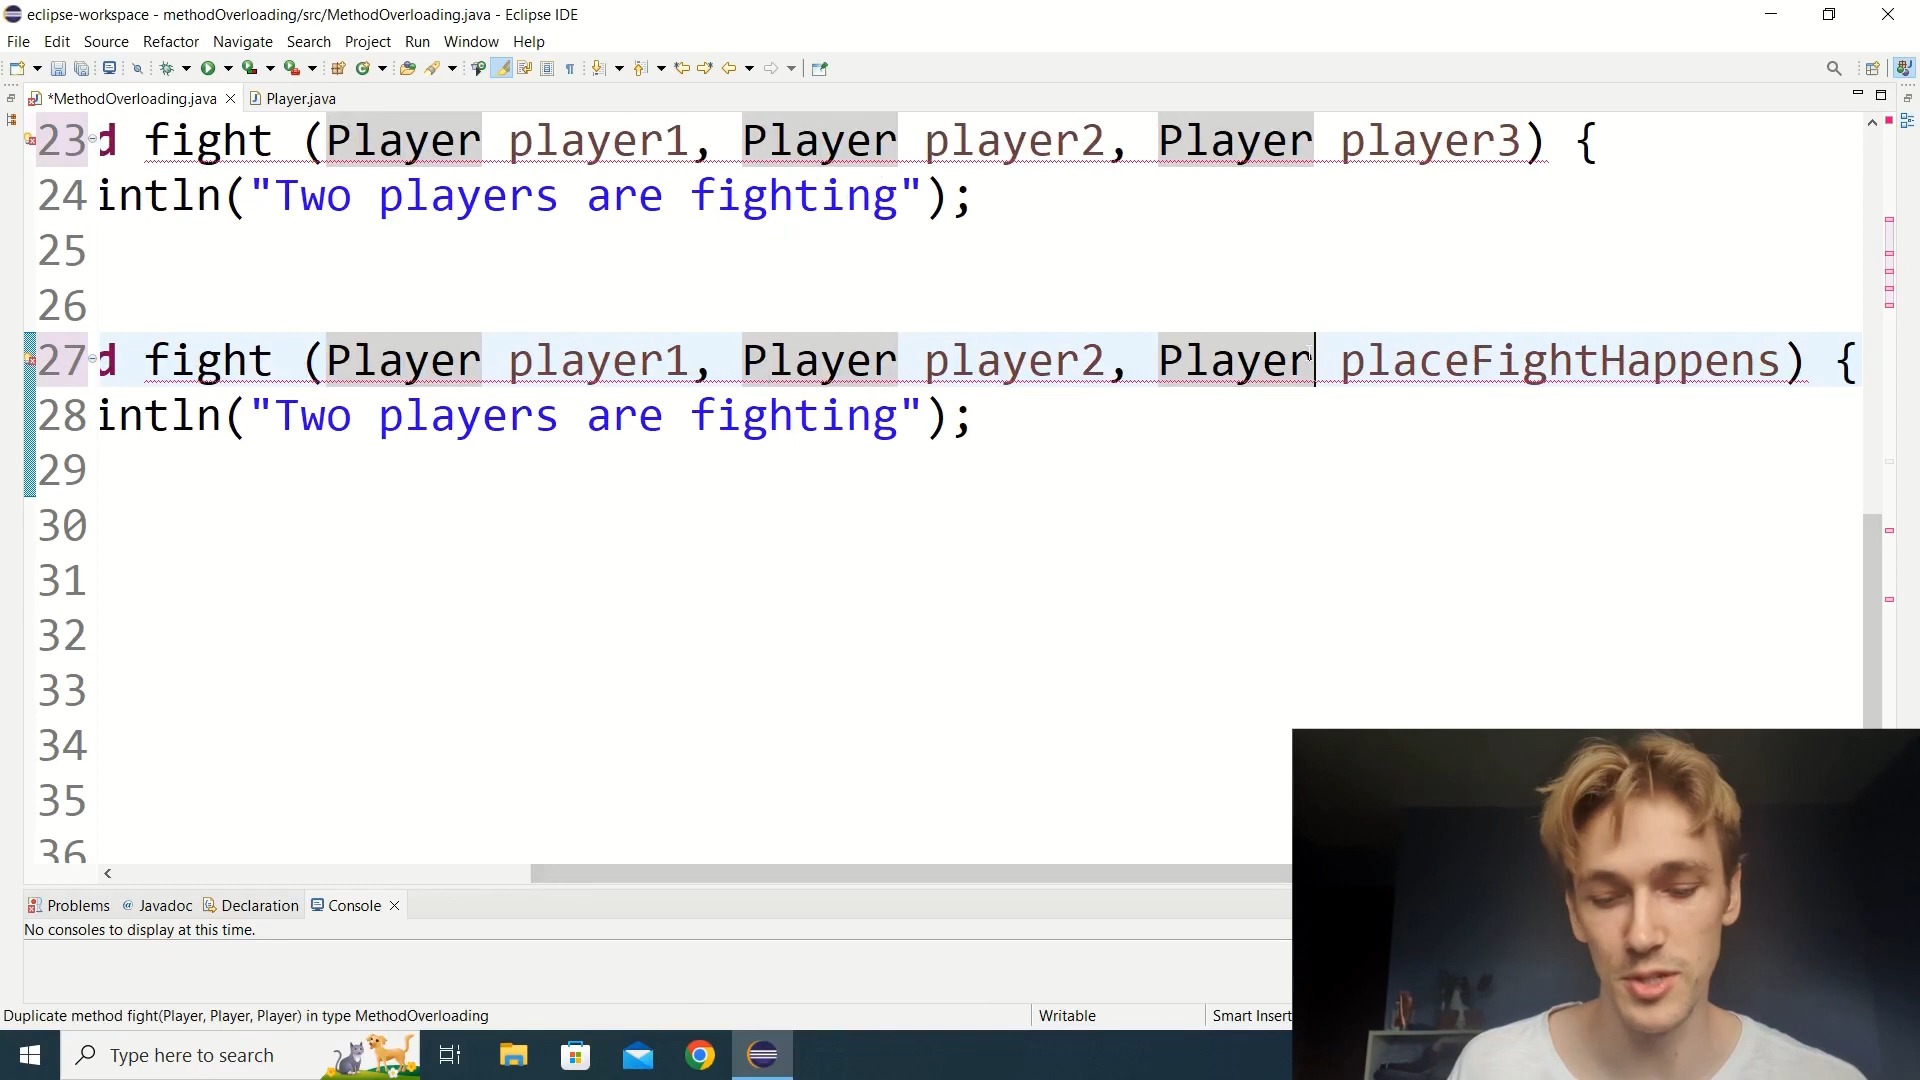 eclipse-workspace - methodOverloading/src/MethodOverloading.java - Eclipse IDE
File Edit Source Refactor Navigate Search Project Run Window Help
*MethodOverloading.java Player.java
23 d fight (Player player1, Player player2, Player player3) {
24 intln("Two players are fighting");
25
26
27 d fight (Player player1, Player player2, Player placeFightHappens) {
28 intln("Two players are fighting");
29
30
31
32
33
34
35
36
Problems @ Javadoc Declaration Console
No consoles to display at this time.
Duplicate method fight(Player, Player, Player) in type MethodOverloading Writable Smart Insert
Type here to search